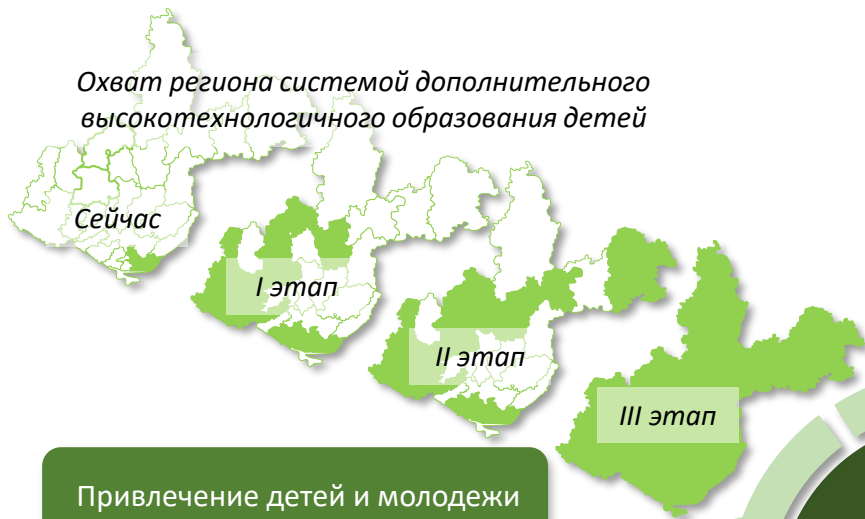 Охват региона системой дополнительного
высокотехнологичного образования детей
Сейчас
I этап
II этап
III этап
Привлечение детей и молодежи